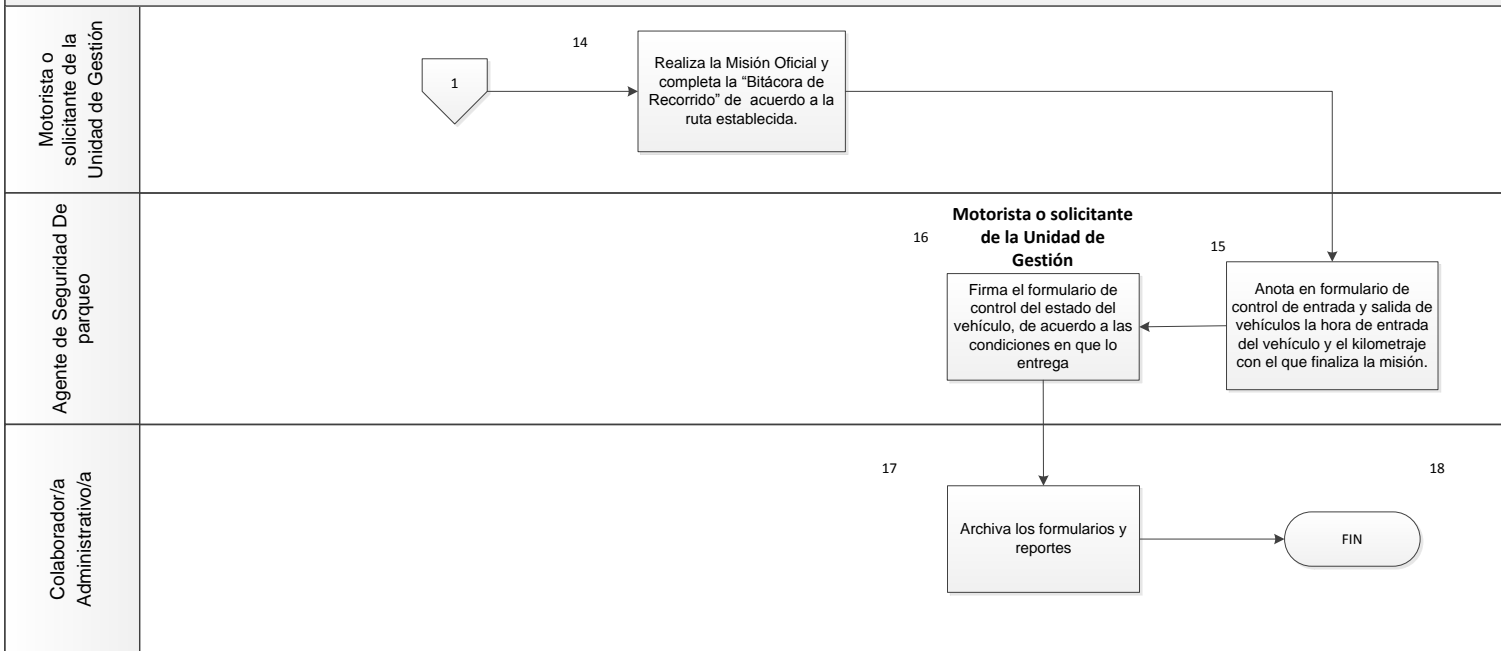 Motorista o
solicitante de la
Unidad de Gestión
1
14
Realiza la Misión Oficial y
completa la “Bitácora de
Recorrido” de acuerdo a la
ruta establecida.
Agente de Seguridad De
parqueo
16
Motorista o solicitante
de la Unidad de
Gestión
Firma el formulario de
control del estado del
vehículo, de acuerdo a las
condiciones en que lo
entrega
15
Anota en formulario de
control de entrada y salida de
vehículos la hora de entrada
del vehículo y el kilometraje
con el que finaliza la misión.
Colaborador/a
Administrativo/a
17
Archiva los formularios y
reportes
18
FIN